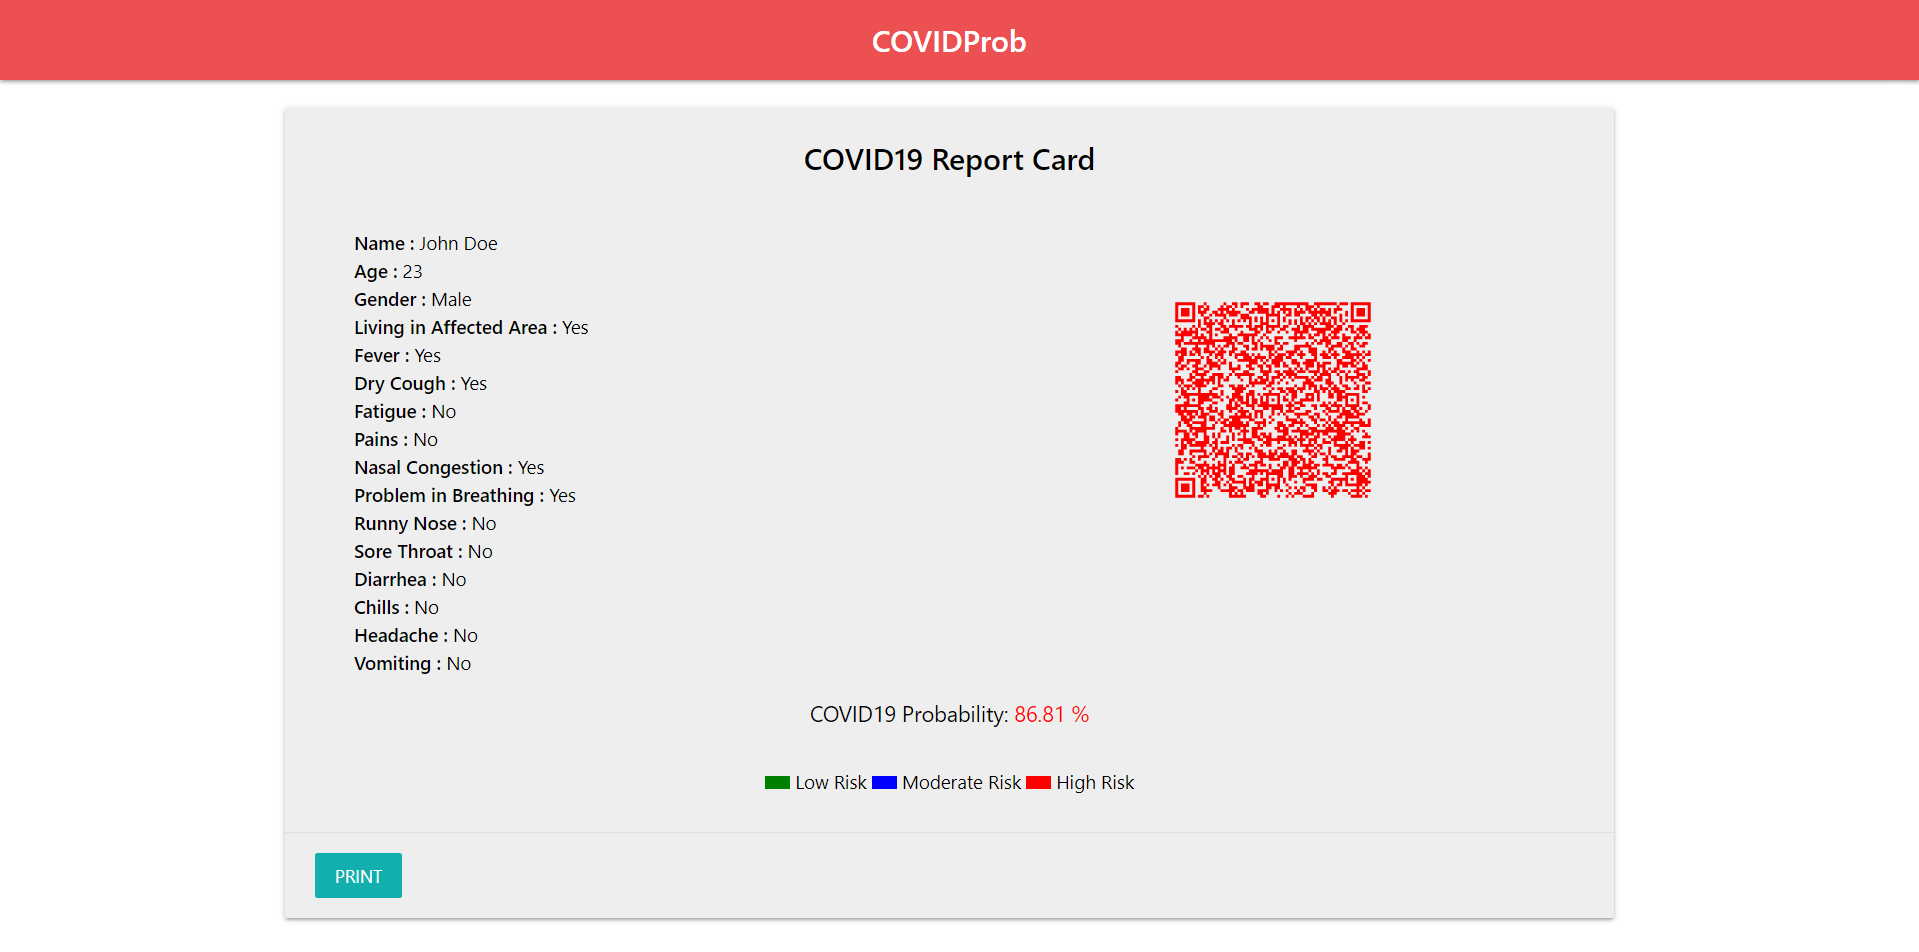 COVIDProb
COVID19 Report Card
Name : John Doe
Age : 23
Gender : Male
Living in Affected Area : Yes
Fever : Yes
Dry Cough : Yes
Fatigue : No
Pains : No
Nasal Congestion : Yes
Problem in Breathing : Yes
Runny Nose : No
Sore Throat : No
Diarrhea : No
Chills : No
Headache : No
Vomiting : No
COVID19 Probability: 86.81 %
Low Risk Moderate Risk High Risk
PRINT